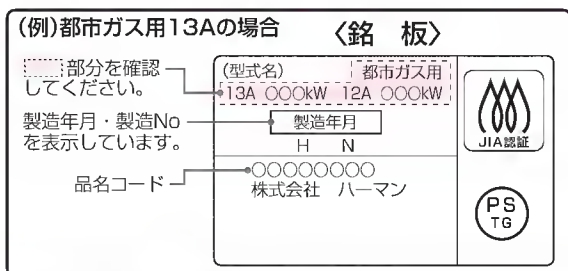 (例)都市ガス用13Aの場合
〈銘 板〉
部分を確認
してください。
製造年月・製造No
を表示しています。
品名コード
(型式名) 都市ガス用
13A ○○○kW 12A ○○○kW
製造年月
H N
○○○○○○○○
株式会社 ハーマン
JIA認証
PS
TG